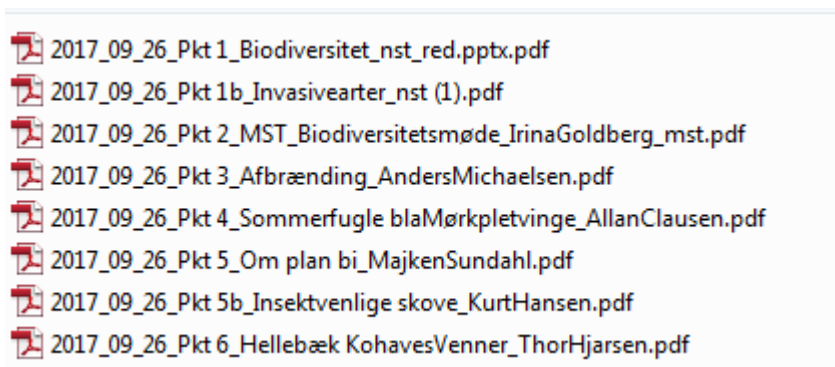 2017_09_26_Pkt 1_Biodiversitet_nst_red.pptx.pdf
2017_09_26_Pkt 1b_Invasivearter_nst (1).pdf
2017_09_26_Pkt 2_MST_Biodiversitetsmøde_IrinaGoldberg_mst.pdf
2017_09_26_Pkt 3_Afbrænding_AndersMichaelsen.pdf
2017_09_26_Pkt 4_Sommerfugle blaMørkpletvinge_AllanClausen.pdf
2017_09_26_Pkt 5_Om plan bi_MajkenSundahl.pdf
2017_09_26_Pkt 5b_Insektvenlige skove_KurtHansen.pdf
2017_09_26_Pkt 6_Hellebæk KohavesVenner_ThorHjarsen.pdf